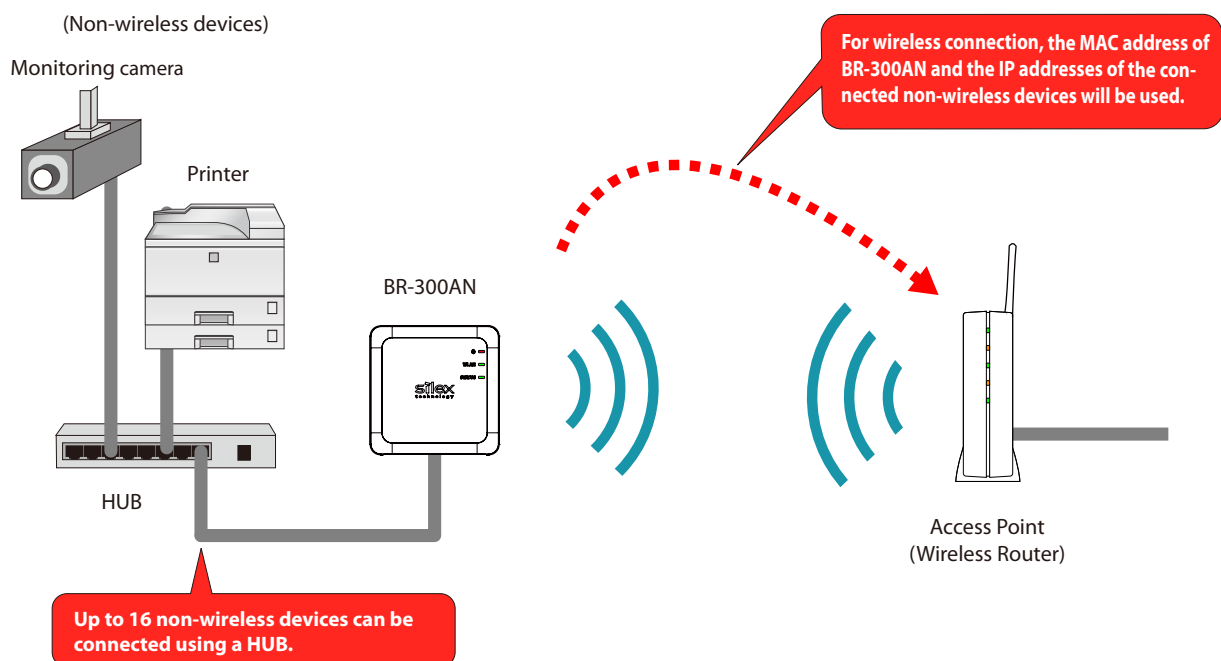 (Non-wireless devices)
Monitoring camera
Printer
BR-300AN
For wireless connection, the MAC address of
BR-300AN and the IP addresses of the con-
nected non-wireless devices will be used.
WLAN
silex
technology
HUB
Access Point
(Wireless Router)
Up to 16 non-wireless devices can be
connected using a HUB.